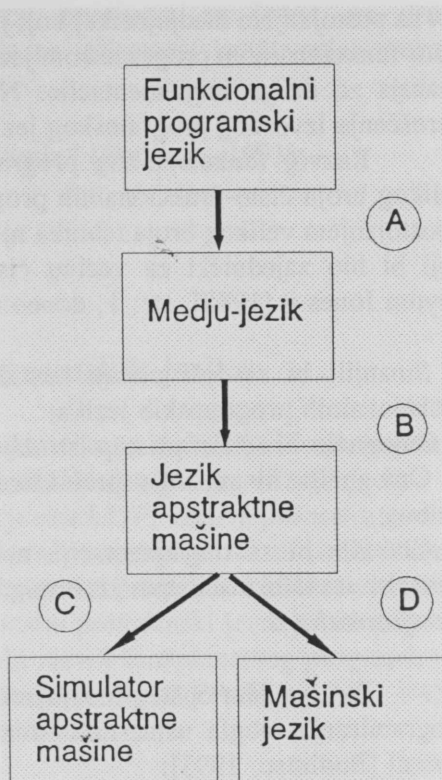 Funkcionalni
programski
jezik
A
Medju-jezik
B
Jezik
apstraktne
mašine
C
D
Simulator
apstraktne
mašine
Mašinski
jezik